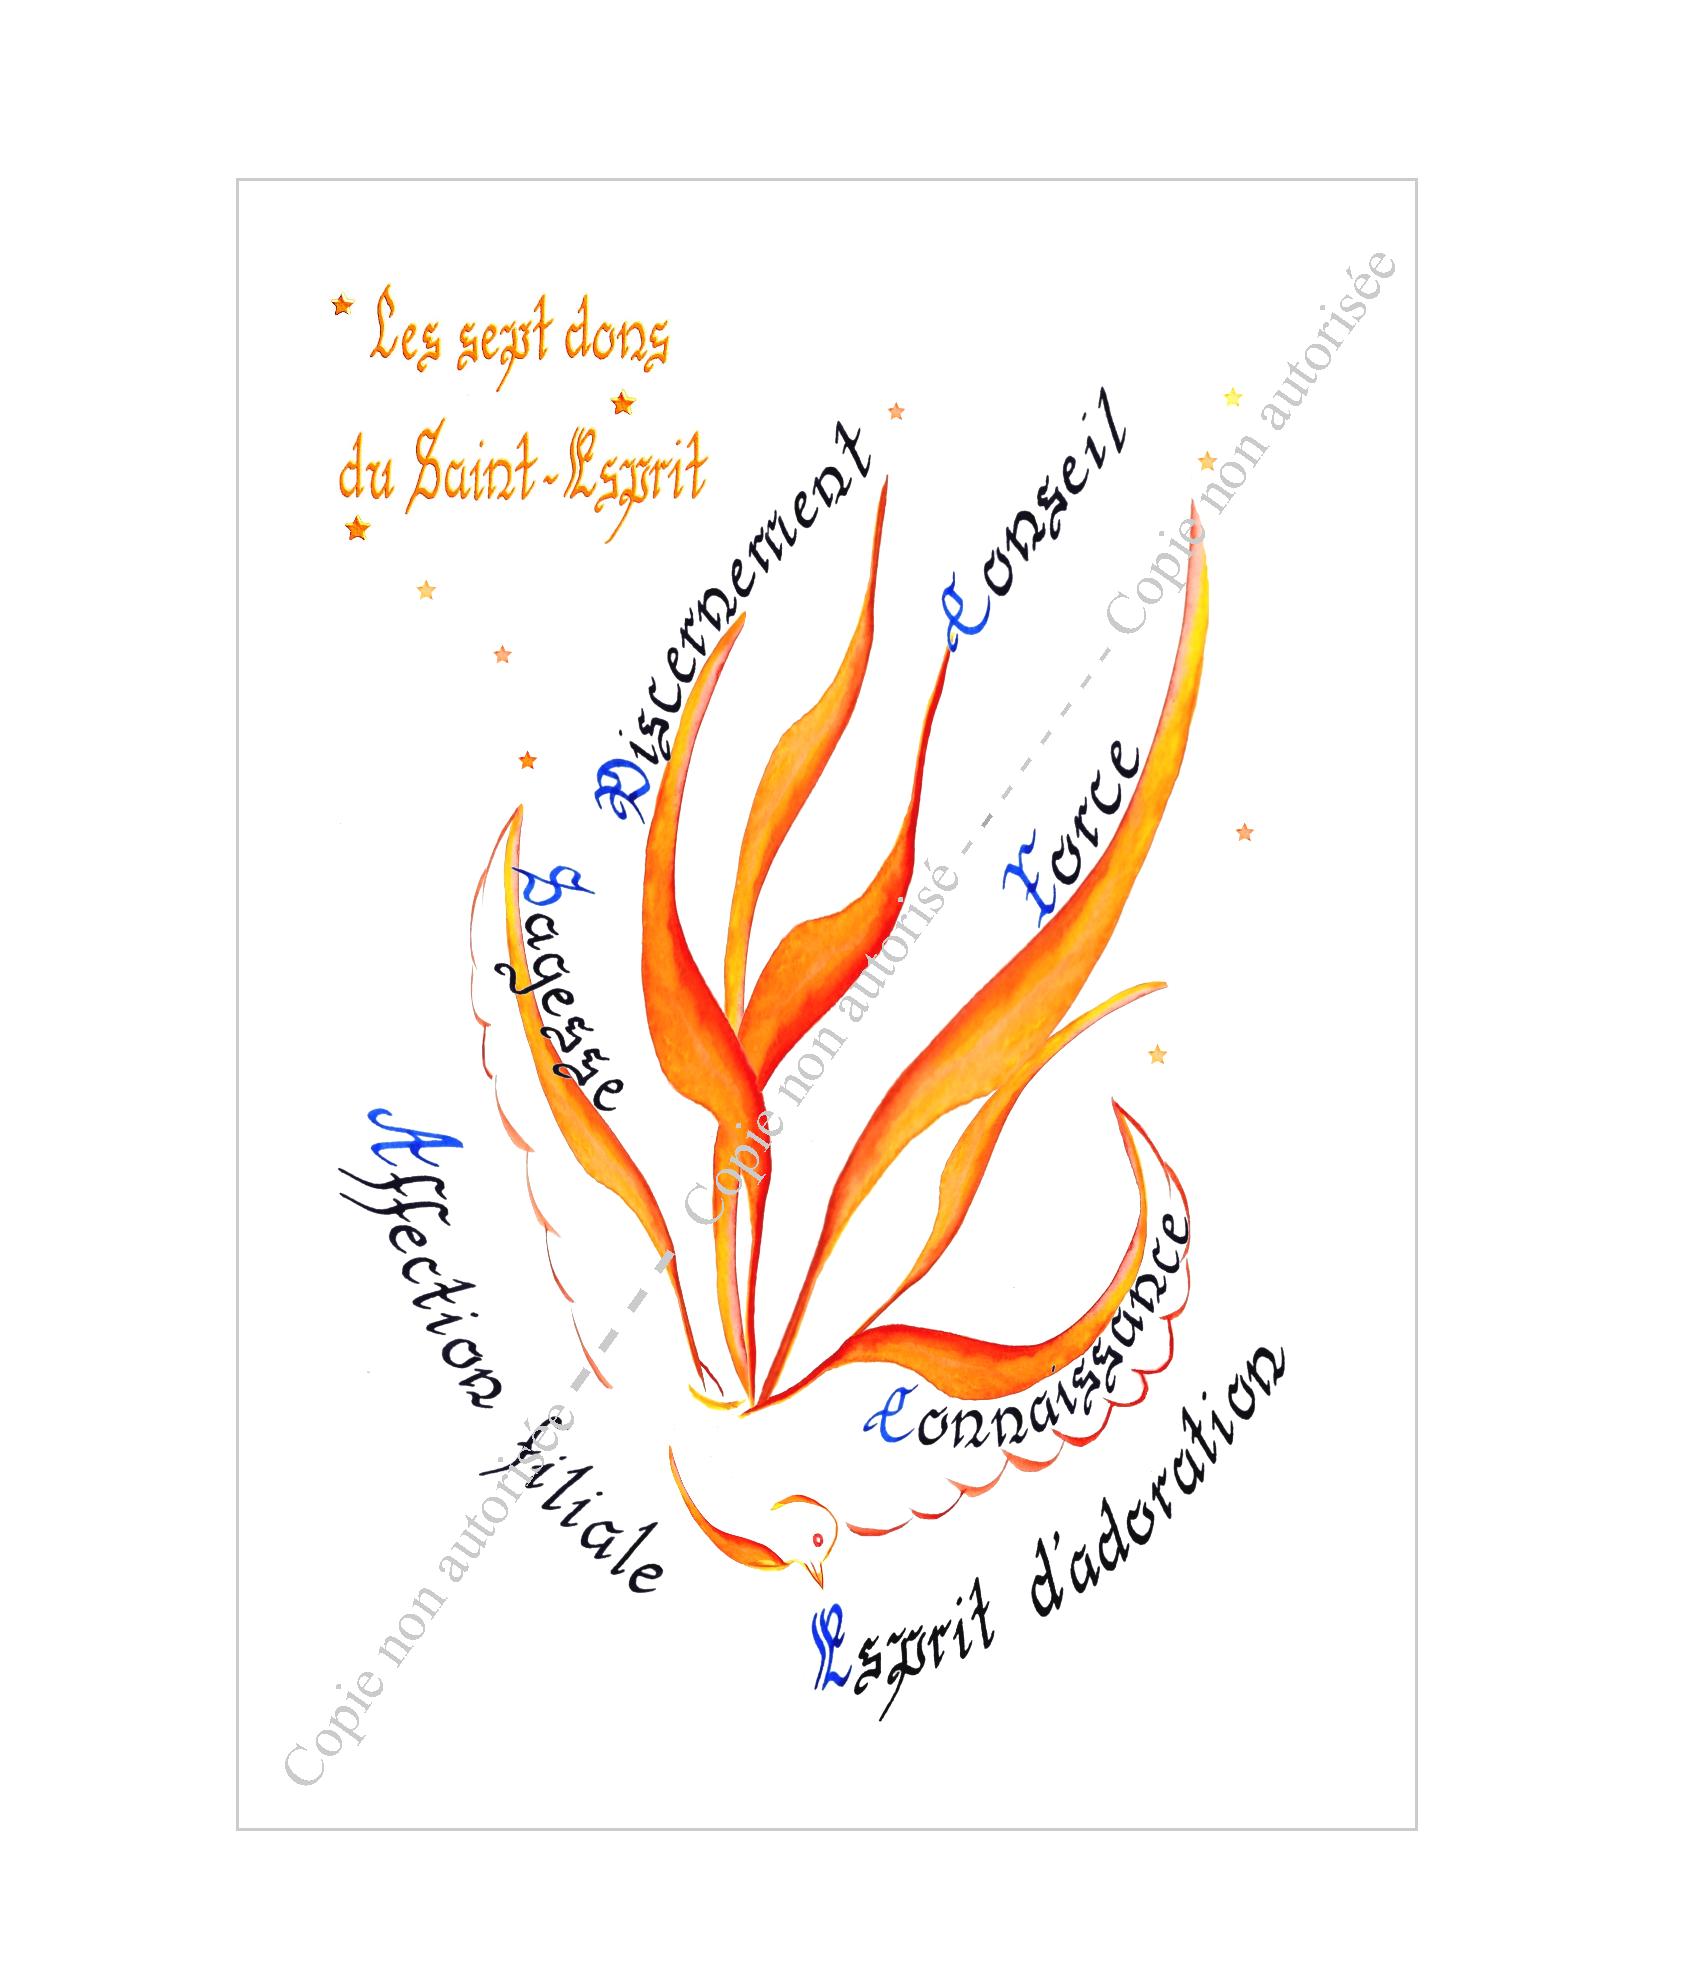 Les sept dons
du Saint-Esprit
Discernement
Conseil
Force
Sagesse
Affection filiale
Connaissance
Esprit d'adoration
Copie non autorisée - - - - - Copie non autorisé - - - - - - - - Copie non autorisée